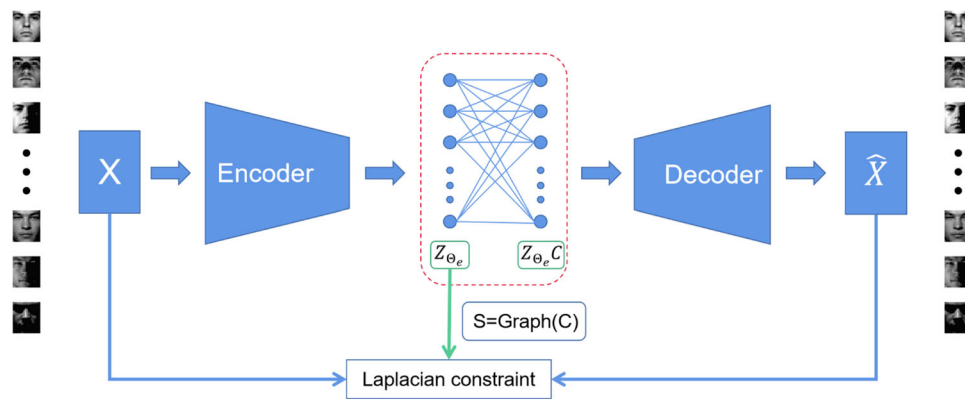 X
Encoder
Z_{Θ_e}
Z_{Θ_e}C
Decoder
X̂
S=Graph(C)
Laplacian constraint